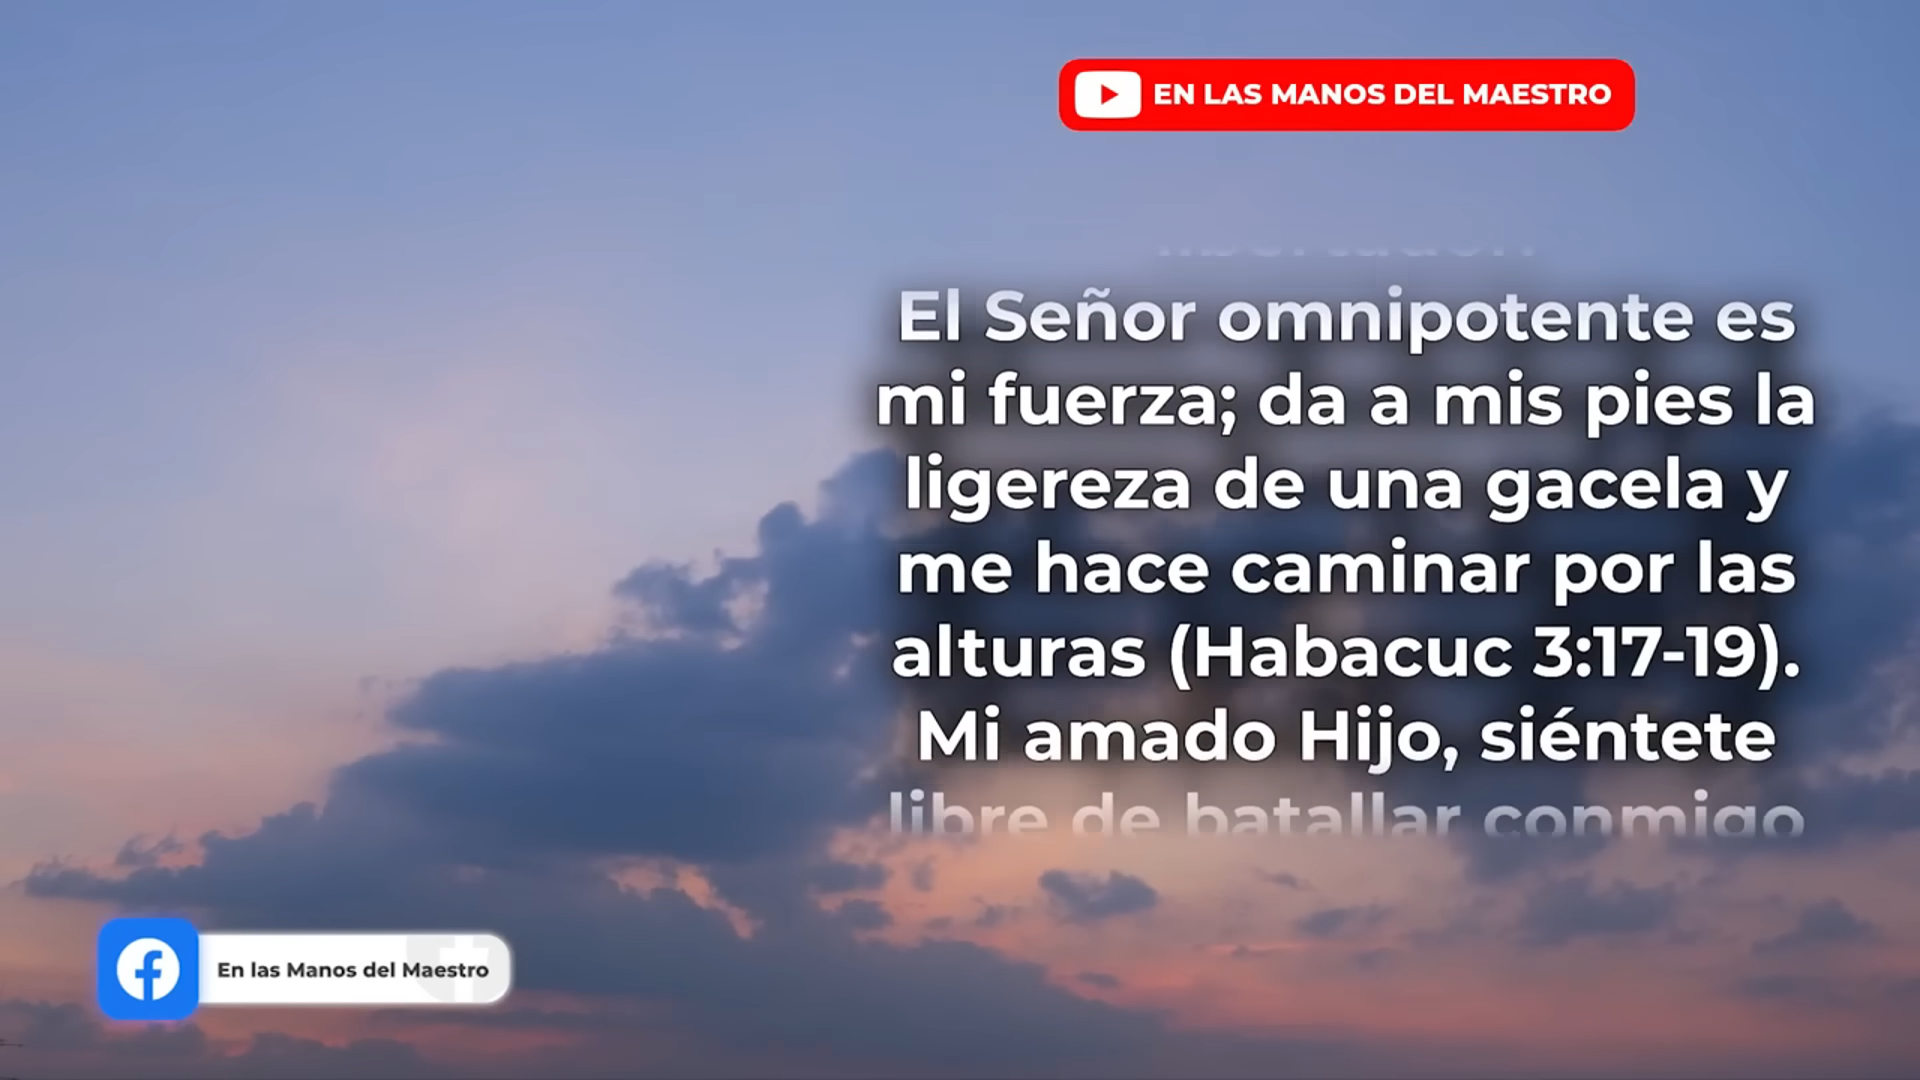 EN LAS MANOS DEL MAESTRO
El Señor omnipotente es
mi fuerza; da a mis pies la
ligereza de una gacela y
me hace caminar por las
alturas (Habacuc 3:17-19).
Mi amado Hijo, siéntete
libre de batallar conmigo
En las Manos del Maestro